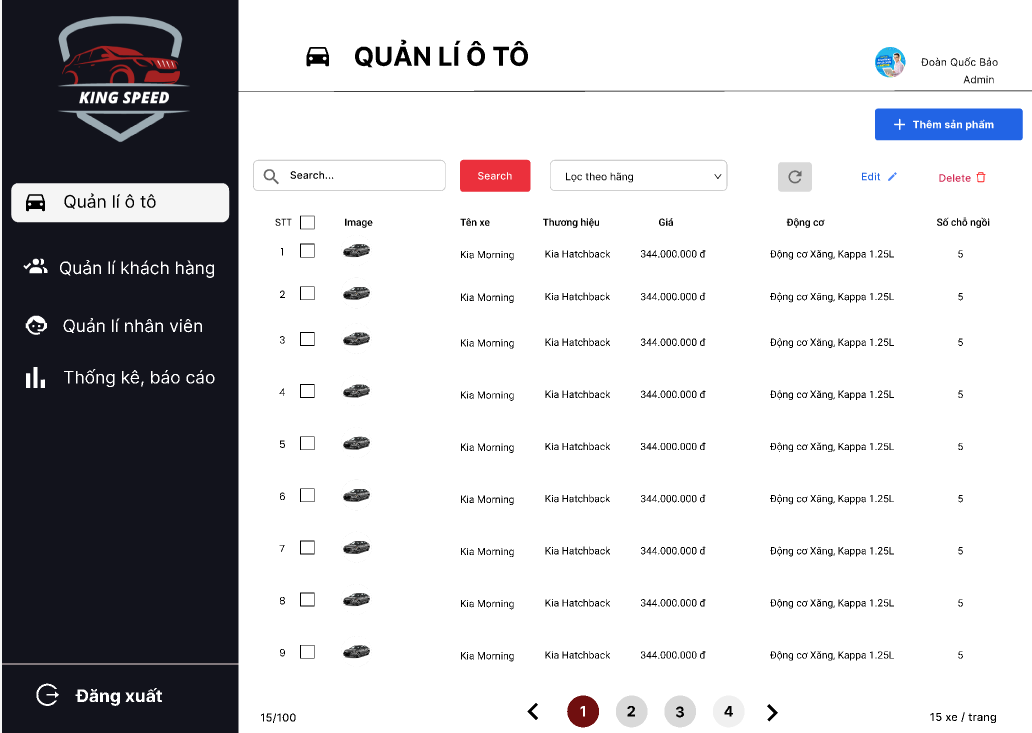 KING SPEED
QUẢN LÍ Ô TÔ
Đoàn Quốc Bảo
Admin
+ Thêm sản phẩm
Search...
Search
Lọc theo hãng
Edit
Delete
Quản lí ô tô
Quản lí khách hàng
Quản lí nhân viên
Thống kê, báo cáo
Đăng xuất
STT Image Tên xe Thương hiệu Giá Động cơ Số chỗ ngồi
1 Kia Morning Kia Hatchback 344.000.000 đ Động cơ Xăng, Kappa 1.25L 5
2 Kia Morning Kia Hatchback 344.000.000 đ Động cơ Xăng, Kappa 1.25L 5
3 Kia Morning Kia Hatchback 344.000.000 đ Động cơ Xăng, Kappa 1.25L 5
4 Kia Morning Kia Hatchback 344.000.000 đ Động cơ Xăng, Kappa 1.25L 5
5 Kia Morning Kia Hatchback 344.000.000 đ Động cơ Xăng, Kappa 1.25L 5
6 Kia Morning Kia Hatchback 344.000.000 đ Động cơ Xăng, Kappa 1.25L 5
7 Kia Morning Kia Hatchback 344.000.000 đ Động cơ Xăng, Kappa 1.25L 5
8 Kia Morning Kia Hatchback 344.000.000 đ Động cơ Xăng, Kappa 1.25L 5
9 Kia Morning Kia Hatchback 344.000.000 đ Động cơ Xăng, Kappa 1.25L 5
15/100
1 2 3 4
15 xe / trang